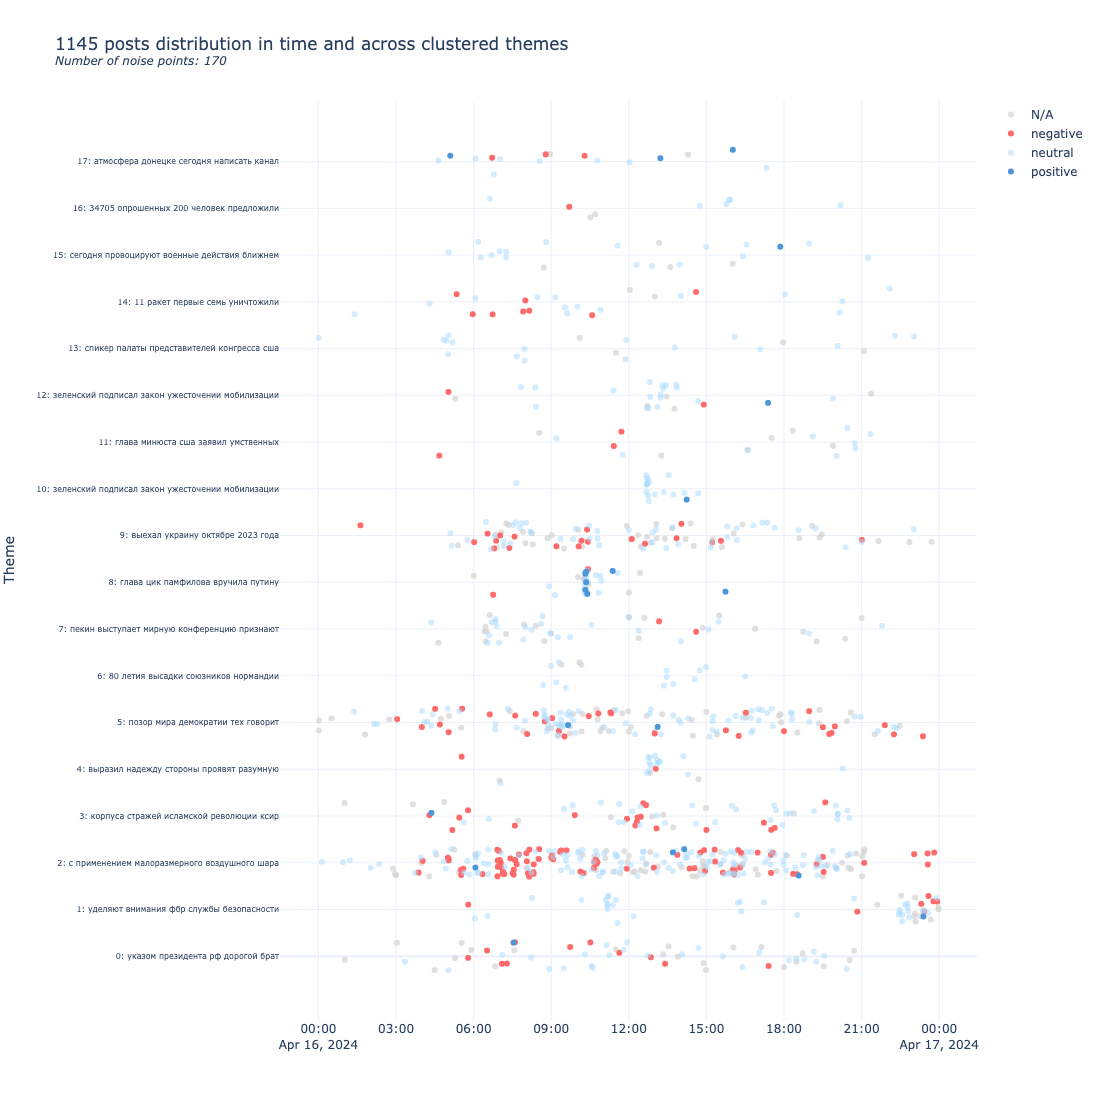 1145 posts distribution in time and across clustered themes
Number of noise points: 170
N/A
negative
neutral
positive
Theme
17: атмосфера донецке сегодня написать канал
16: 34705 опрошенных 200 человек предложили
15: сегодня провоцируют военные действия ближнем
14: 11 ракет первые семь уничтожили
13: спикер палаты представителей конгресса сша
12: зеленский подписал закон ужесточении мобилизации
11: глава минюста сша заявил умственных
10: зеленский подписал закон ужесточении мобилизации
9: выехал украину октябре 2023 года
8: глава цик памфилова вручила путину
7: пекин выступает мирную конференцию признают
6: 80 летия высадки союзников нормандии
5: позор мира демократии тех говорит
4: выразил надежду стороны проявят разумную
3: корпуса стражей исламской революции ксир
2: с применением малоразмерного воздушного шара
1: уделяют внимания фбр службы безопасности
0: указом президента рф дорогой брат
00:00 03:00 06:00 09:00 12:00 15:00 18:00 21:00 00:00
Apr 16, 2024 Apr 17, 2024